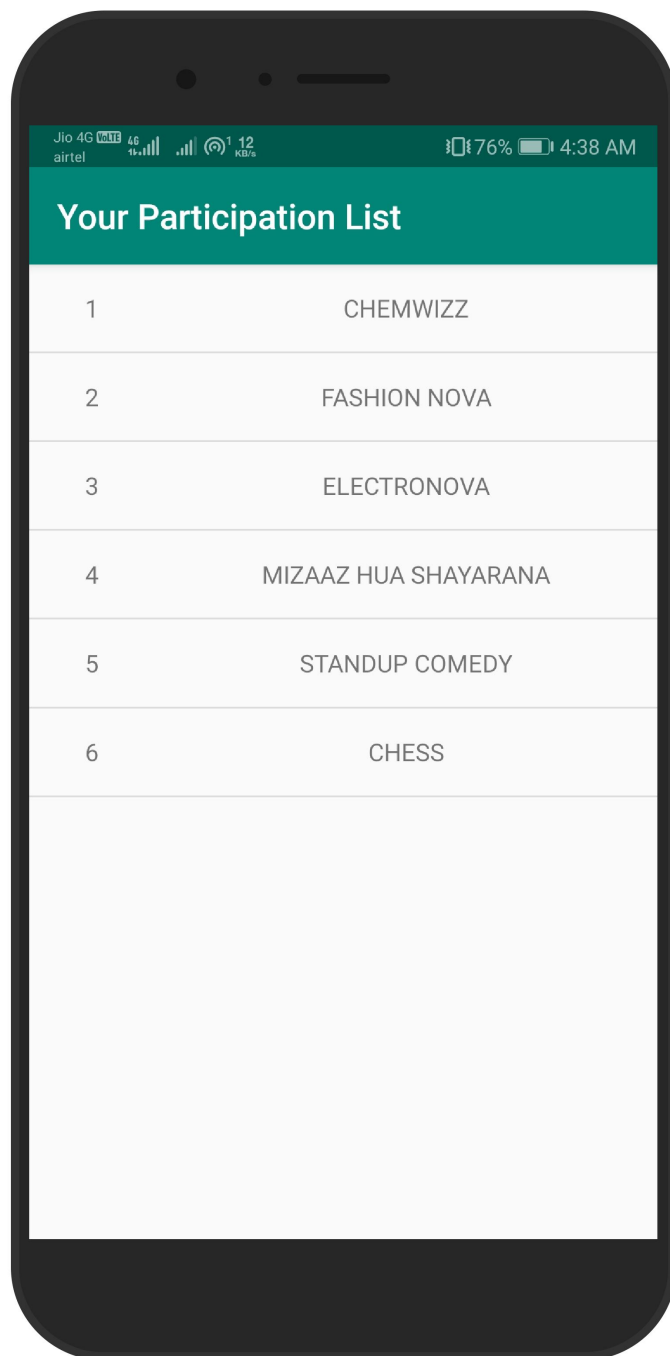 Jio 4G VoLTE 4G 1 12 76% 4:38 AM
airtel KB/s
Your Participation List
1 CHEMWIZZ
2 FASHION NOVA
3 ELECTRONOVA
4 MIZAAZ HUA SHAYARANA
5 STANDUP COMEDY
6 CHESS